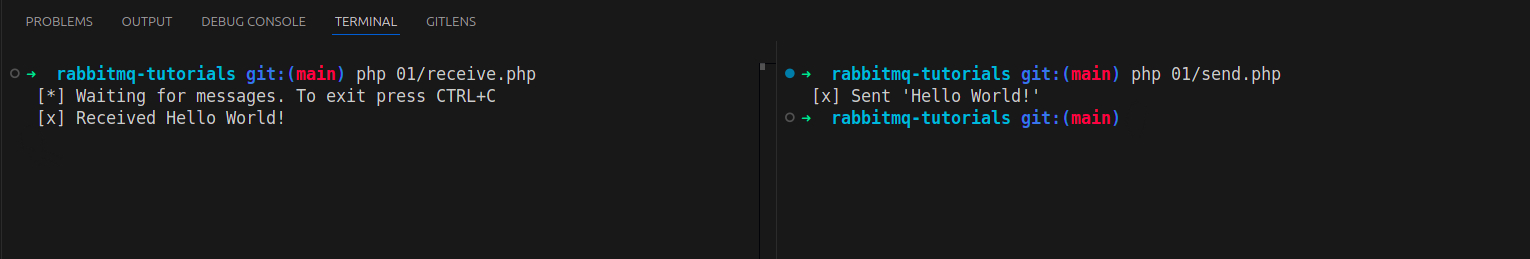 PROBLEMS OUTPUT DEBUG CONSOLE TERMINAL GITLENS
➜ rabbitmq-tutorials git:(main) php 01/receive.php
[*] Waiting for messages. To exit press CTRL+C
[x] Received Hello World!
➜ rabbitmq-tutorials git:(main) php 01/send.php
[x] Sent 'Hello World!'
➜ rabbitmq-tutorials git:(main)